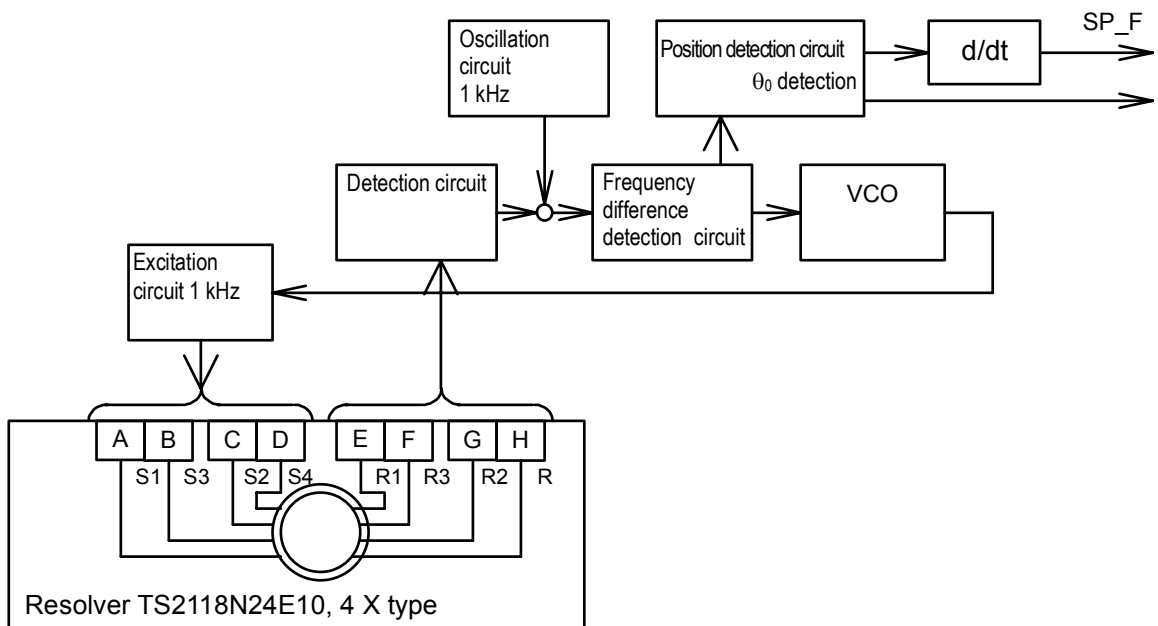 SP_F
Oscillation
circuit
1 kHz
Position detection circuit
θ0 detection
d/dt
Detection circuit
Frequency
difference
detection circuit
VCO
Excitation
circuit 1 kHz
A B C D E F G H
S1 S3 S2 S4 R1 R3 R2 R
Resolver TS2118N24E10, 4 X type